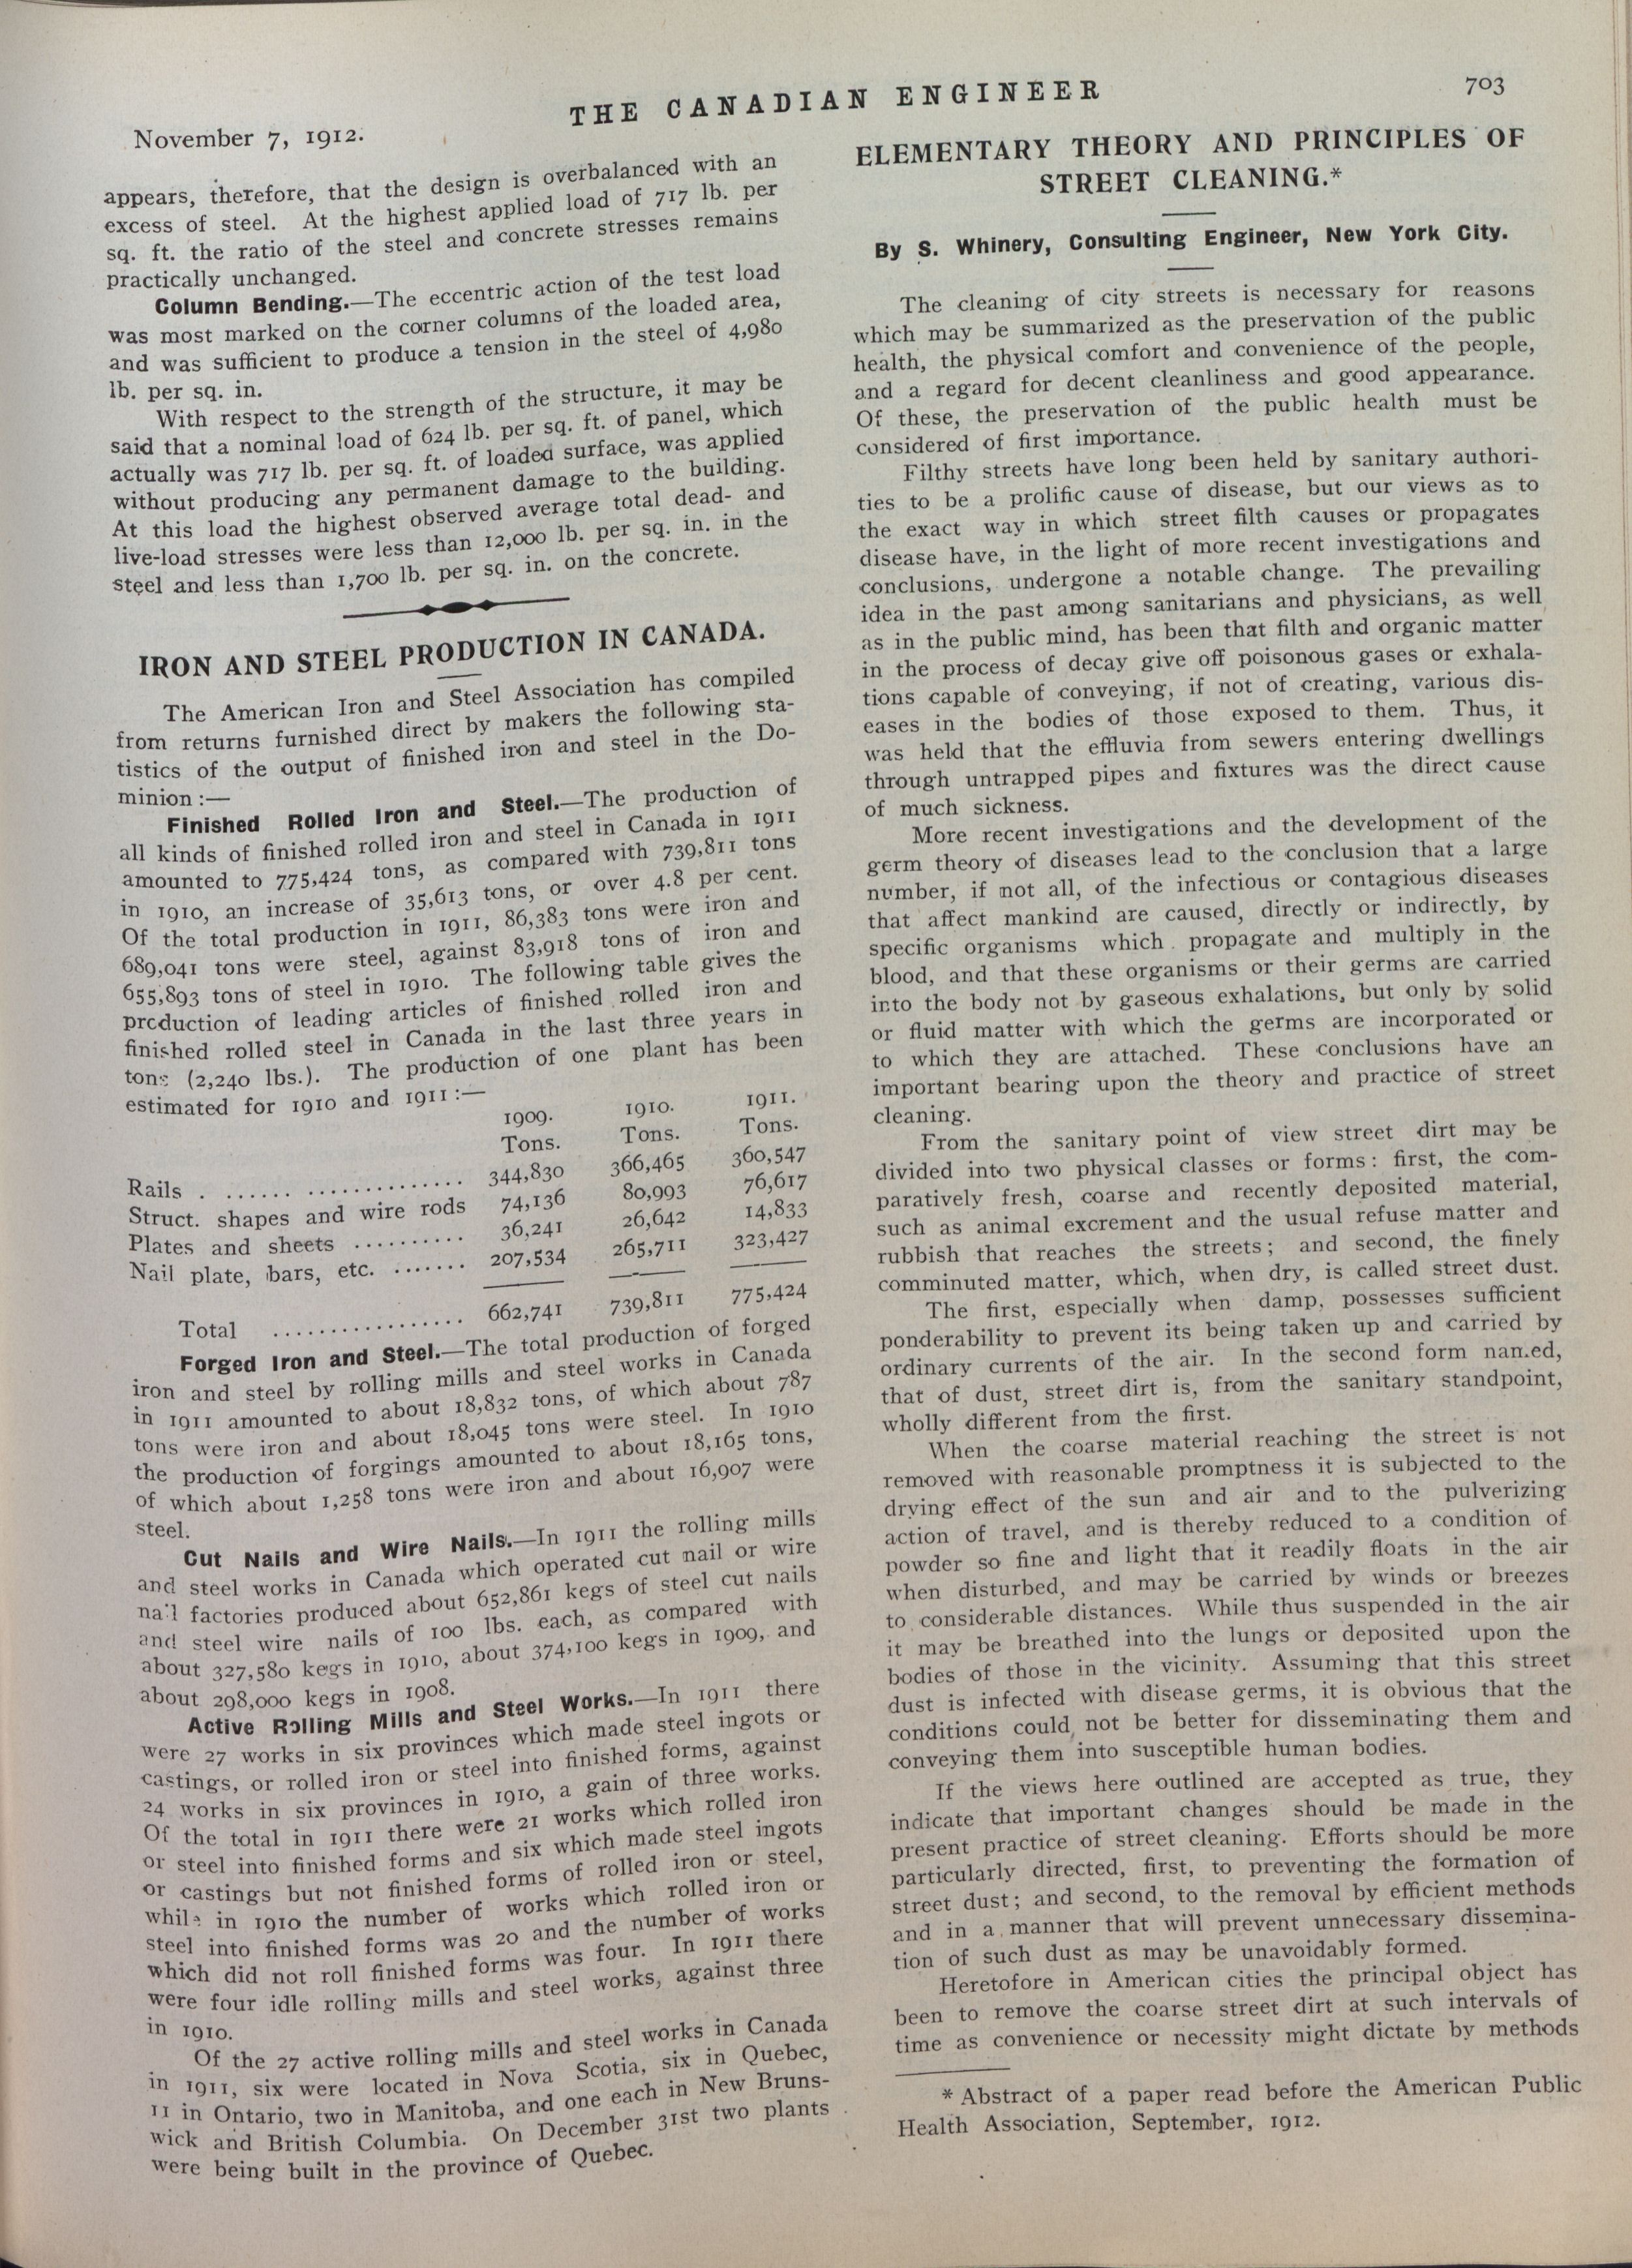 November 7, 1912.
THE CANADIAN ENGINEER
703
appears, therefore, that the design is overbalanced with an
excess of steel. At the highest applied load of 717 lb. per
sq. ft. the ratio of the steel and concrete stresses remains
practically unchanged.
Column Bending.—The eccentric action of the test load
was most marked on the corner columns of the loaded area,
and was sufficient to produce a tension in the steel of 4,980
lb. per sq. in.
With respect to the strength of the structure, it may be
said that a nominal load of 624 lb. per sq. ft. of panel, which
actually was 717 lb. per sq. ft. of loaded surface, was applied
without producing any permanent damage to the building.
At this load the highest observed average total dead- and
live-load stresses were less than 12,000 lb. per sq. in. in the
steel and less than 1,700 lb. per sq. in. on the concrete.
IRON AND STEEL PRODUCTION IN CANADA.
The American Iron and Steel Association has compiled
from returns furnished direct by makers the following sta-
tistics of the output of finished iron and steel in the Do-
minion :—
Finished Rolled Iron and Steel.—The production of
all kinds of finished rolled iron and steel in Canada in 1911
amounted to 775,424 tons, as compared with 739,811 tons
in 1910, an increase of 35,613 tons, or over 4.8 per cent.
Of the total production in 1911, 86,383 tons were iron and
689,041 tons were steel, against 83,918 tons of iron and
655,893 tons of steel in 1910. The following table gives the
production of leading articles of finished rolled iron and
finished rolled steel in Canada in the last three years in
tons (2,240 lbs.). The production of one plant has been
estimated for 1910 and 1911 :—
1909. 1910. 1911.
Tons. Tons. Tons.
Rails . ...... .............. 344,830 366,465 360,547
Struct. shapes and wire rods 74,136 80,993 76,617
Plates and sheets .......... 36,241 26,642 14,833
Nail plate, bars, etc. ....... 207,534 265,711 323,427
Total ................. 662,741 739,811 775,424
Forged Iron and Steel.—The total production of forged
iron and steel by rolling mills and steel works in Canada
in 1911 amounted to about 18,832 tons, of which about 787
tons were iron and about 18,045 tons were steel. In 1910
the production of forgings amounted to about 18,165 tons,
of which about 1,258 tons were iron and about 16,907 were
steel.
Cut Nails and Wire Nails.—In 1911 the rolling mills
and steel works in Canada which operated cut nail or wire
nail factories produced about 652,861 kegs of steel cut nails
and steel wire nails of 100 lbs. each, as compared with
about 327,580 kegs in 1910, about 374,100 kegs in 1909, and
about 298,000 kegs in 1908.
Active Rolling Mills and Steel Works.—In 1911 there
were 27 works in six provinces which made steel ingots or
castings, or rolled iron or steel into finished forms, against
24 works in six provinces in 1910, a gain of three works.
Of the total in 1911 there were 21 works which rolled iron
or steel into finished forms and six which made steel ingots
or castings but not finished forms of rolled iron or steel,
while in 1910 the number of works which rolled iron or
steel into finished forms was 20 and the number of works
which did not roll finished forms was four. In 1911 there
were four idle rolling mills and steel works, against three
in 1910.
Of the 27 active rolling mills and steel works in Canada
in 1911, six were located in Nova Scotia, six in Quebec,
11 in Ontario, two in Manitoba, and one each in New Bruns-
wick and British Columbia. On December 31st two plants
were being built in the province of Quebec.
ELEMENTARY THEORY AND PRINCIPLES OF
STREET CLEANING.*
By S. Whinery, Consulting Engineer, New York City.
The cleaning of city streets is necessary for reasons
which may be summarized as the preservation of the public
health, the physical comfort and convenience of the people,
and a regard for decent cleanliness and good appearance.
Of these, the preservation of the public health must be
considered of first importance.
Filthy streets have long been held by sanitary authori-
ties to be a prolific cause of disease, but our views as to
the exact way in which street filth causes or propagates
disease have, in the light of more recent investigations and
conclusions, undergone a notable change. The prevailing
idea in the past among sanitarians and physicians, as well
as in the public mind, has been that filth and organic matter
in the process of decay give off poisonous gases or exhala-
tions capable of conveying, if not of creating, various dis-
eases in the bodies of those exposed to them. Thus, it
was held that the effluvia from sewers entering dwellings
through untrapped pipes and fixtures was the direct cause
of much sickness.
More recent investigations and the development of the
germ theory of diseases lead to the conclusion that a large
number, if not all, of the infectious or contagious diseases
that affect mankind are caused, directly or indirectly, by
specific organisms which propagate and multiply in the
blood, and that these organisms or their germs are carried
into the body not by gaseous exhalations, but only by solid
or fluid matter with which the germs are incorporated or
to which they are attached. These conclusions have an
important bearing upon the theory and practice of street
cleaning.
From the sanitary point of view street dirt may be
divided into two physical classes or forms: first, the com-
paratively fresh, coarse and recently deposited material,
such as animal excrement and the usual refuse matter and
rubbish that reaches the streets; and second, the finely
comminuted matter, which, when dry, is called street dust.
The first, especially when damp, possesses sufficient
ponderability to prevent its being taken up and carried by
ordinary currents of the air. In the second form named,
that of dust, street dirt is, from the sanitary standpoint,
wholly different from the first.
When the coarse material reaching the street is not
removed with reasonable promptness it is subjected to the
drying effect of the sun and air and to the pulverizing
action of travel, and is thereby reduced to a condition of
powder so fine and light that it readily floats in the air
when disturbed, and may be carried by winds or breezes
to considerable distances. While thus suspended in the air
it may be breathed into the lungs or deposited upon the
bodies of those in the vicinity. Assuming that this street
dust is infected with disease germs, it is obvious that the
conditions could not be better for disseminating them and
conveying them into susceptible human bodies.
If the views here outlined are accepted as true, they
indicate that important changes should be made in the
present practice of street cleaning. Efforts should be more
particularly directed, first, to preventing the formation of
street dust; and second, to the removal by efficient methods
and in a manner that will prevent unnecessary dissemina-
tion of such dust as may be unavoidably formed.
Heretofore in American cities the principal object has
been to remove the coarse street dirt at such intervals of
time as convenience or necessity might dictate by methods
* Abstract of a paper read before the American Public
Health Association, September, 1912.